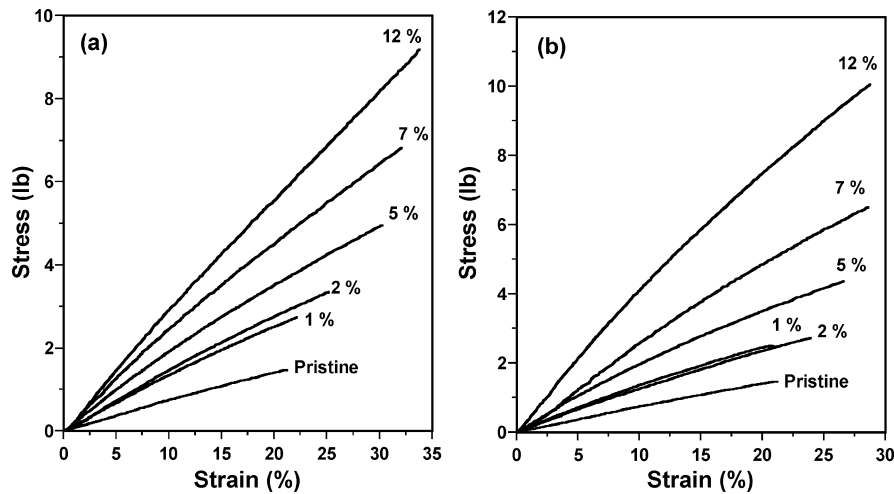 (a)
Stress (lb)
10
8
6
4
2
0
12 %
7 %
5 %
2 %
1 %
Pristine
0 5 10 15 20 25 30 35
Strain (%)
(b)
Stress (lb)
12
10
8
6
4
2
0
12 %
7 %
5 %
1 %
2 %
Pristine
0 5 10 15 20 25 30
Strain (%)